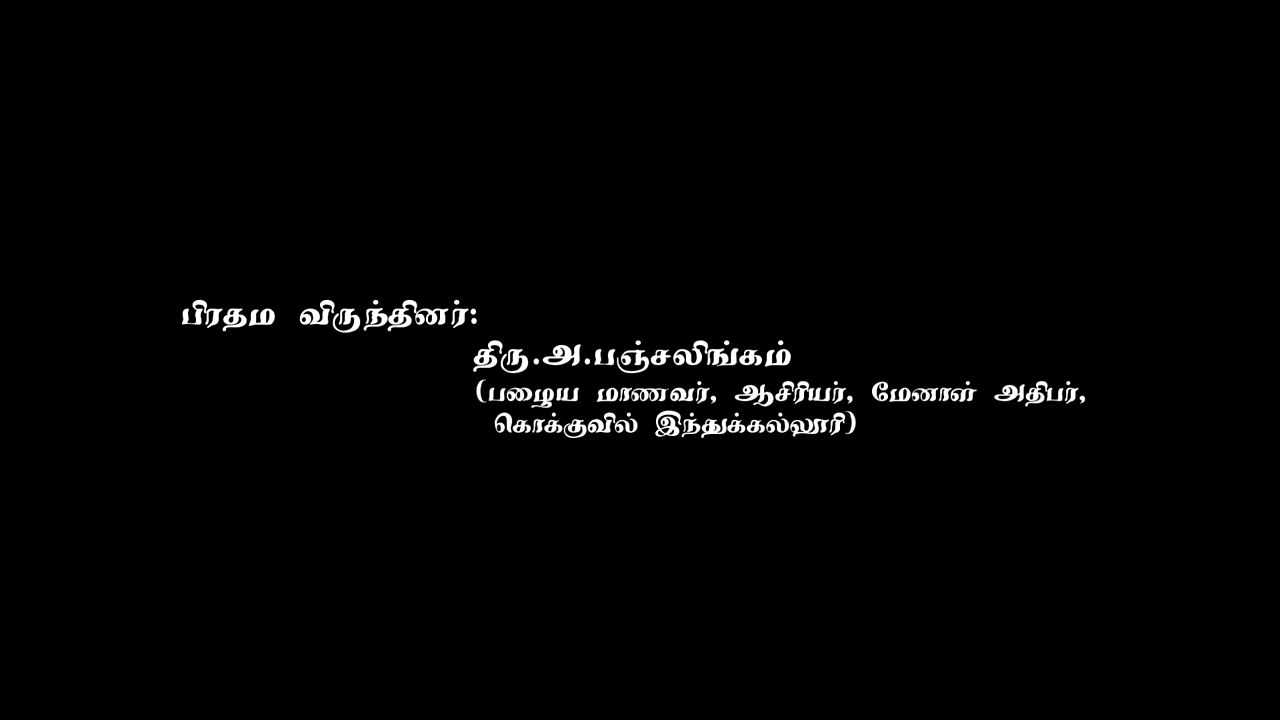 பிரதம விருந்தினர்:
திரு.அ.பஞ்சலிங்கம்
(பழைய மாணவர், ஆசிரியர், மேனாள் அதிபர்,
கொக்குவில் இந்துக்கல்லூரி)